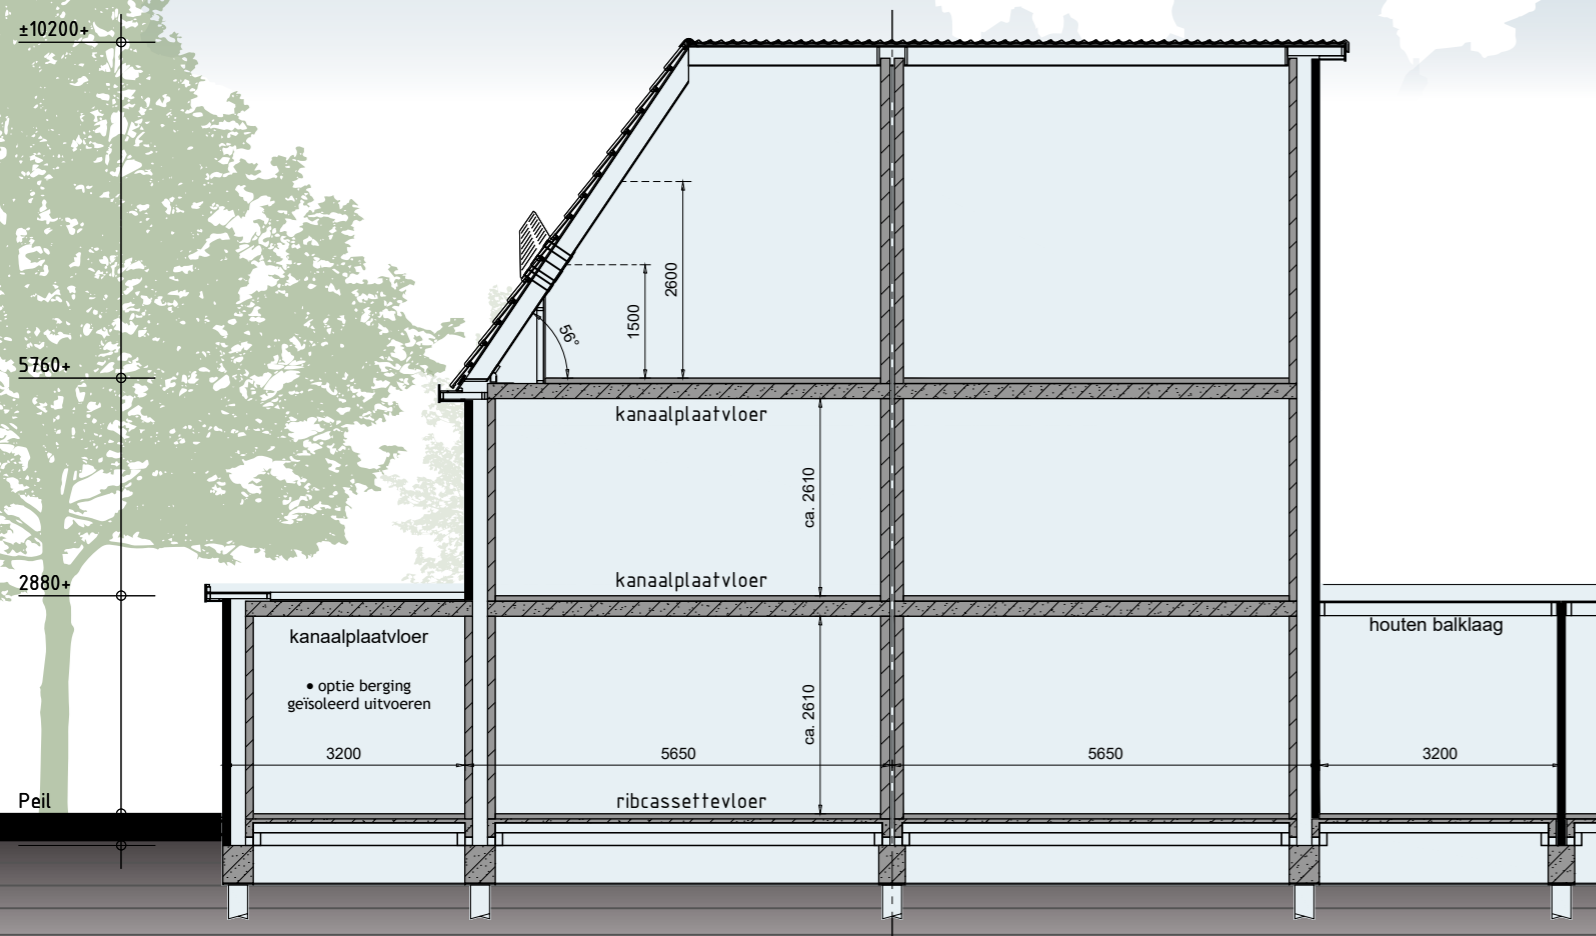 ±10200+
2600
1500
56°
5760+
kanaalplaatvloer
ca. 2610
2880+
kanaalplaatvloer
kanaalplaatvloer
houten balklaag
• optie berging
geïsoleerd uitvoeren
ca. 2610
3200
5650
5650
3200
Peil
ribcassettevloer